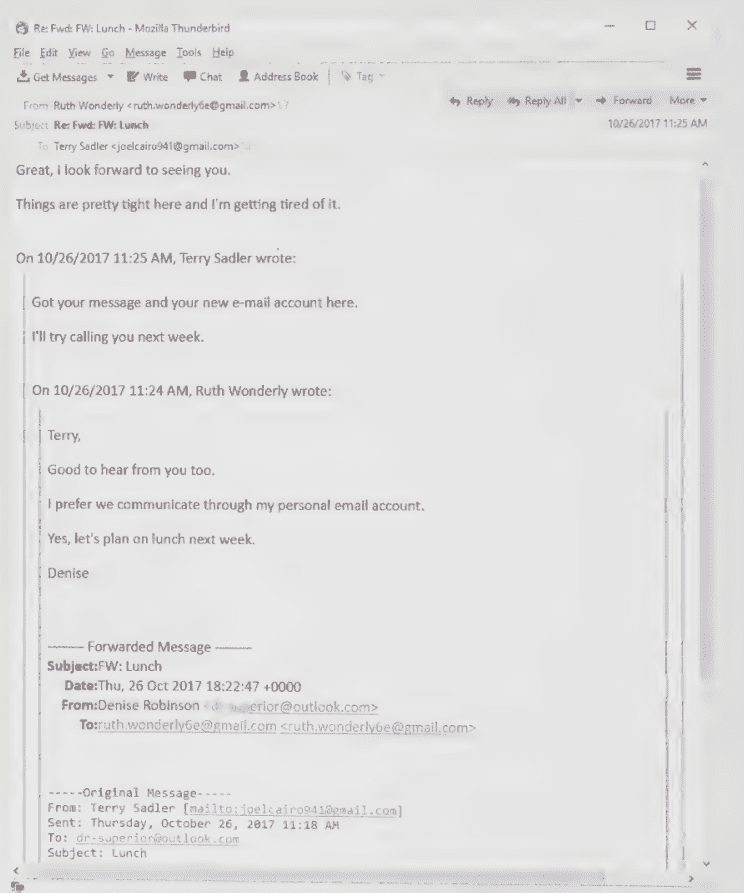 Re: Fwd: FW: Lunch - Mozilla Thunderbird
File Edit View Go Message Tools Help
Get Messages Write Chat Address Book Tag
From Ruth Wonderly <ruth.wonderly6e@gmail.com>
Reply Reply All Forward More
Subject Re: Fwd: FW: Lunch
10/26/2017 11:25 AM
To Terry Sadler <joelcairo941@gmail.com>
Great, I look forward to seeing you.
Things are pretty tight here and I'm getting tired of it.
On 10/26/2017 11:25 AM, Terry Sadler wrote:
Got your message and your new e-mail account here.
I'll try calling you next week.
On 10/26/2017 11:24 AM, Ruth Wonderly wrote:
Terry,
Good to hear from you too.
I prefer we communicate through my personal email account.
Yes, let's plan on lunch next week.
Denise
-------- Forwarded Message --------
Subject:FW: Lunch
Date:Thu, 26 Oct 2017 18:22:47 +0000
From:Denise Robinson erior@outlook.com>
To:ruth.wonderly6e@gmail.com <ruth.wonderly6e@gmail.com>
-----Original Message-----
From: Terry Sadler [mailto:joelcairo941@gmail.com]
Sent: Thursday, October 26, 2017 11:18 AM
To: dr-superior@outlook.com
Subject: Lunch